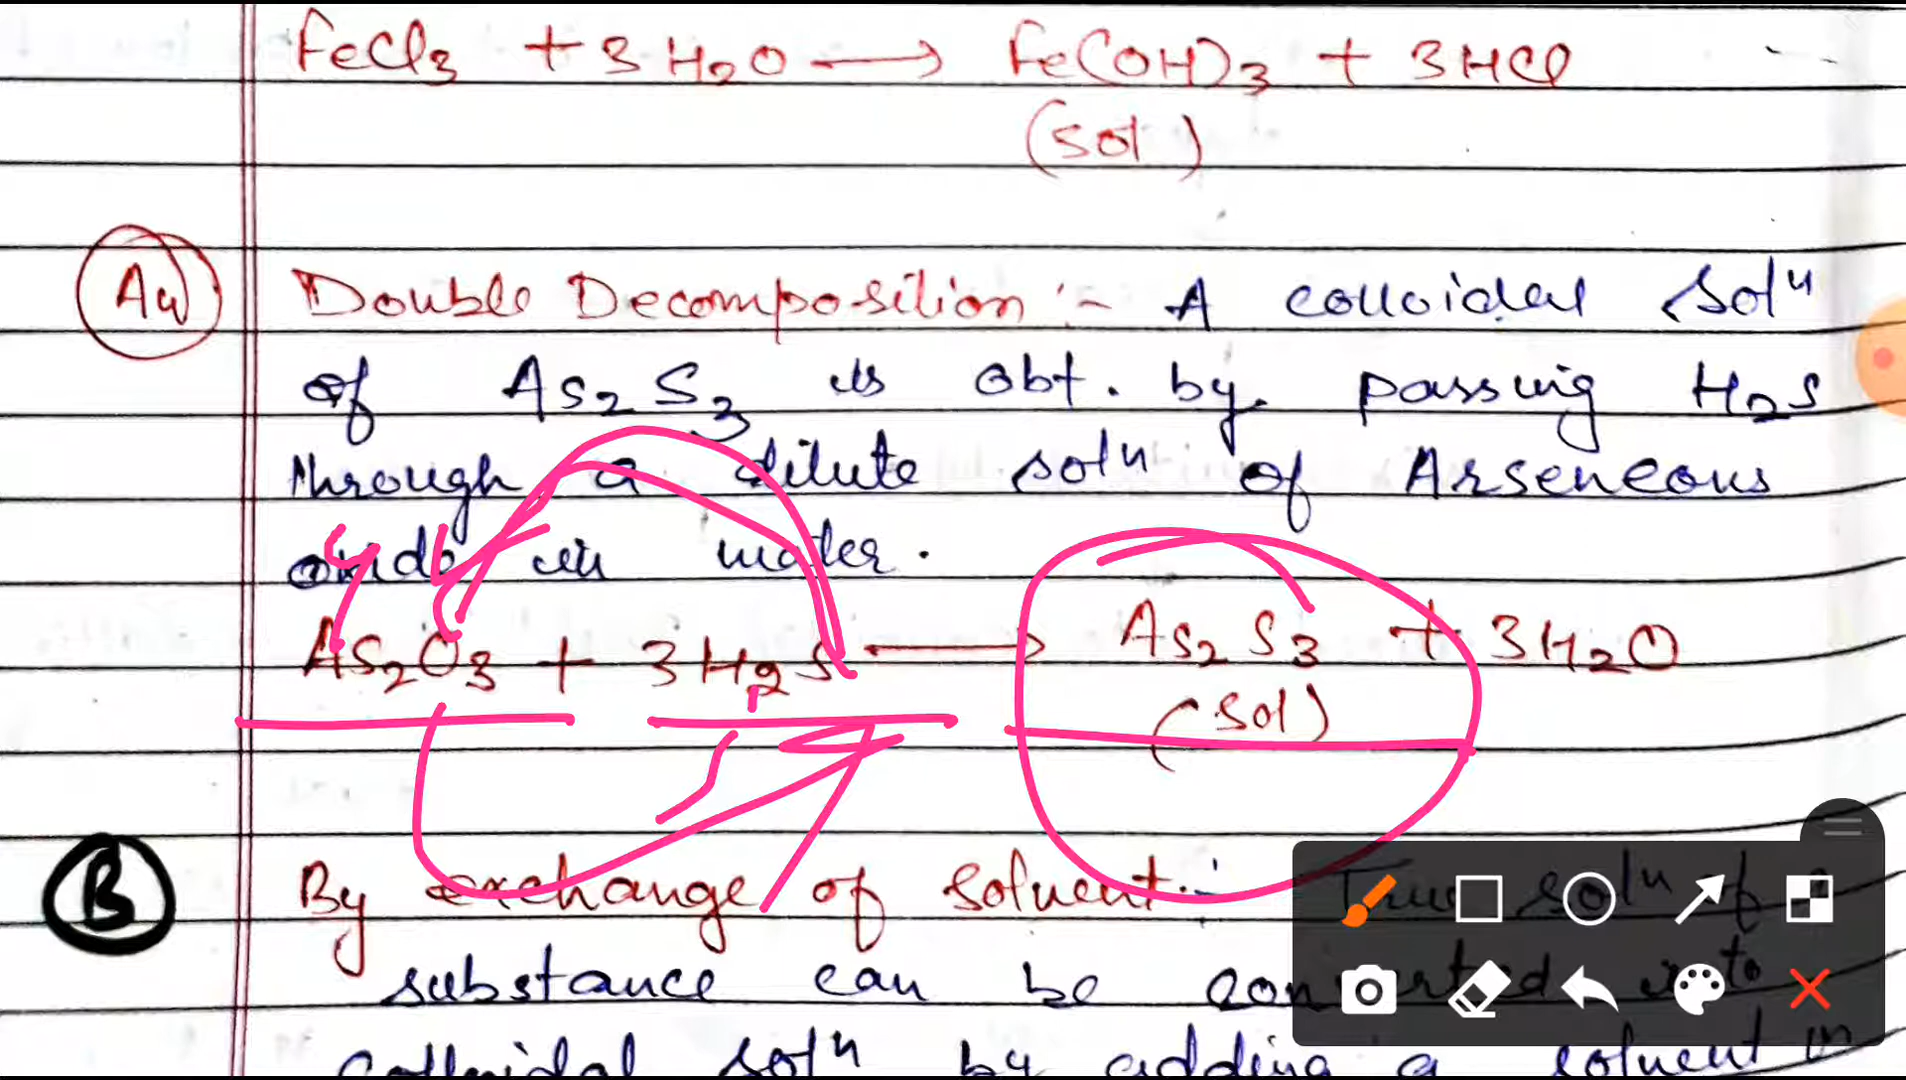 FeCl3 + 3H2O → Fe(OH)3 + 3HCl
(sol)
A4 Double Decomposition :- A colloidal Solⁿ
of As2S3 is obt. by passing H2S
through a dilute solⁿ of Arseneous
oxide in water.
As2O3 + 3H2S → As2S3 + 3H2O
(sol)
B By exchange of solvent :- True solⁿ of
substance can be converted into
colloidal solⁿ by adding a solvent in